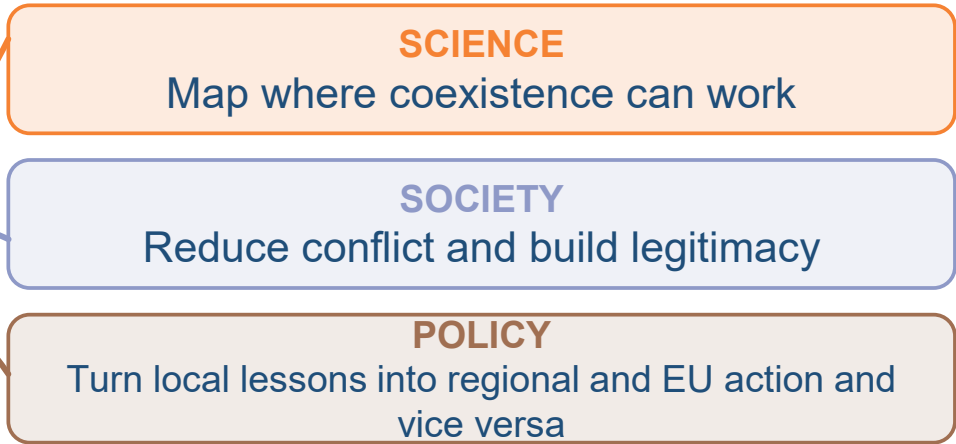 SCIENCE
Map where coexistence can work
SOCIETY
Reduce conflict and build legitimacy
POLICY
Turn local lessons into regional and EU action and
vice versa